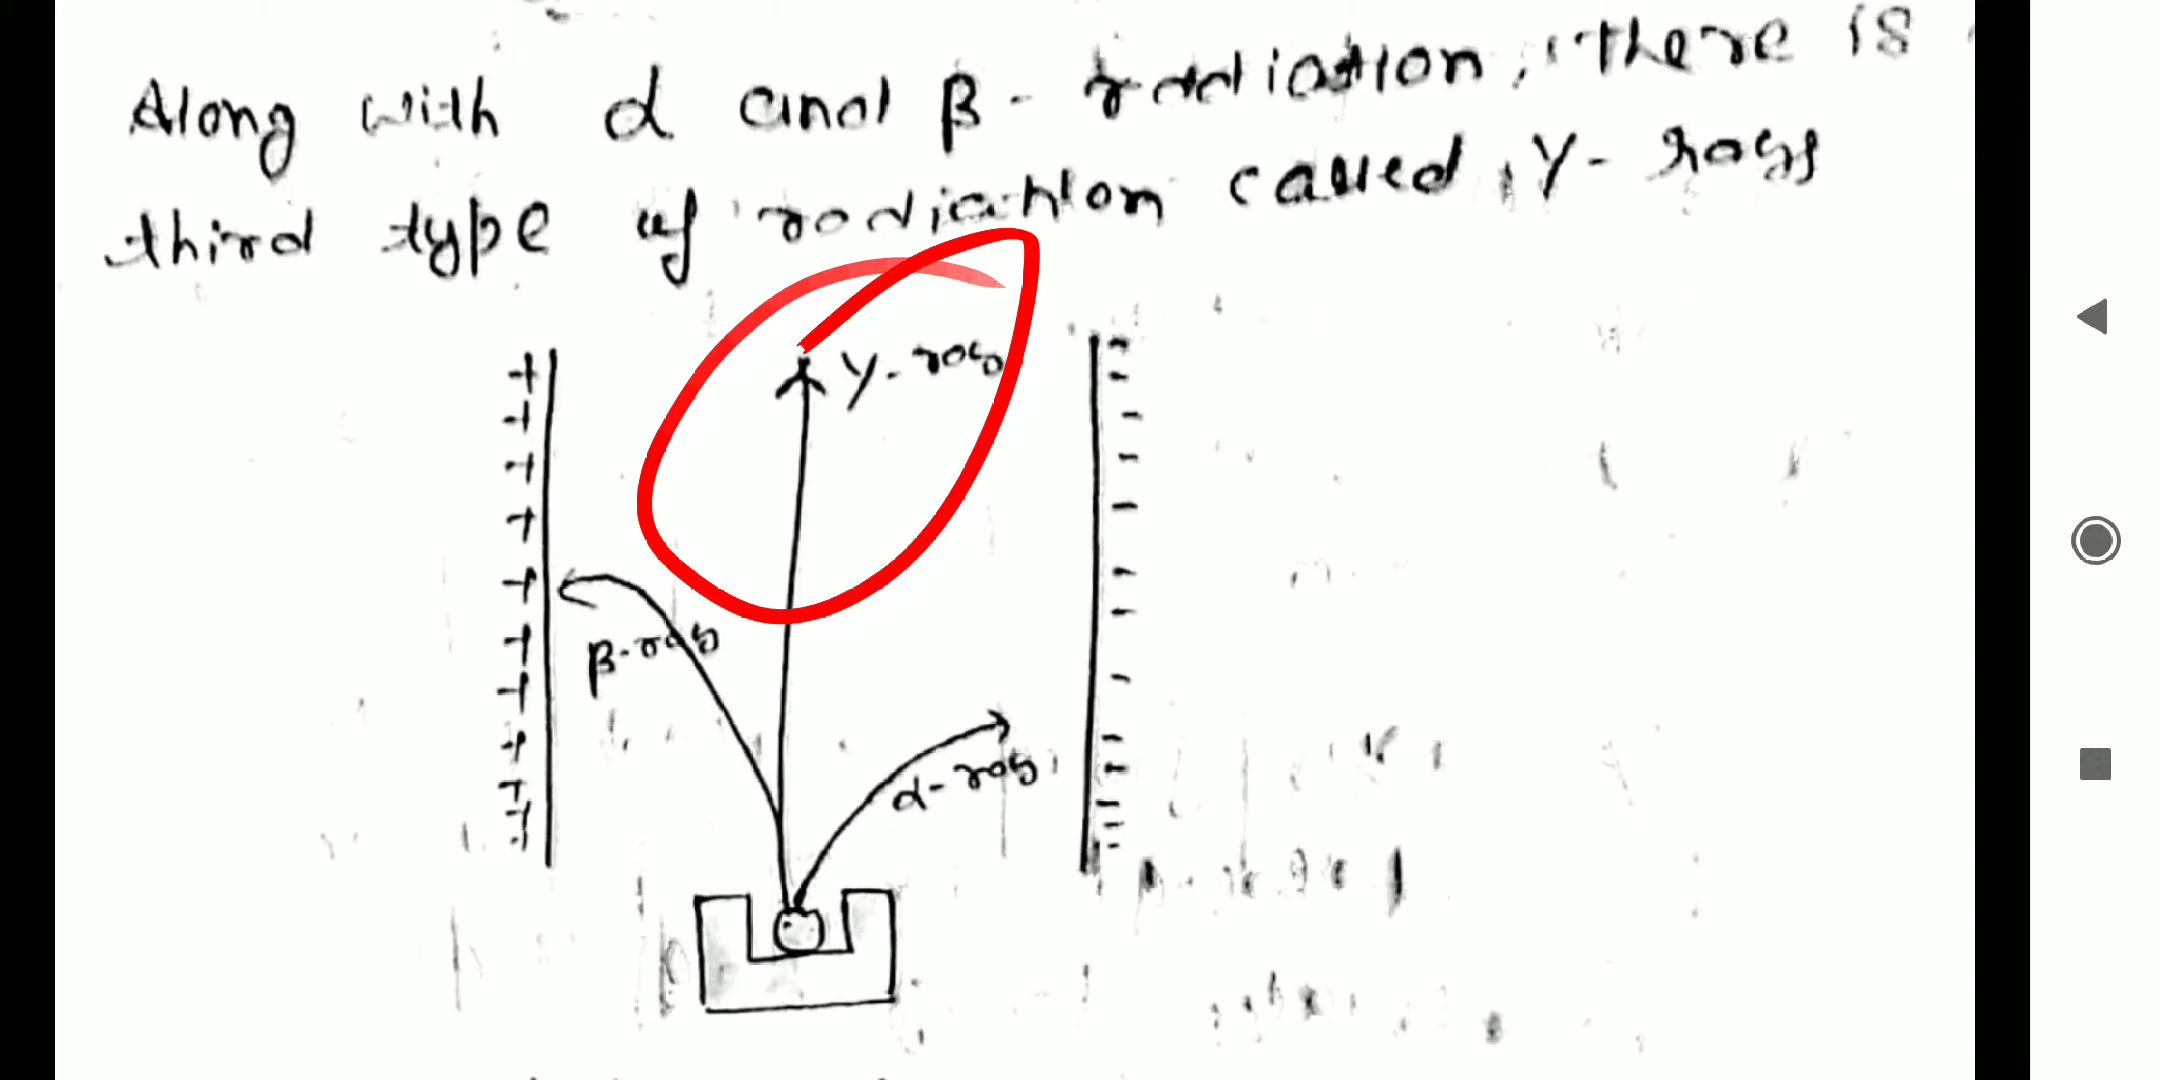 Along with α and β - radiation, there is
third type of radiation called, γ - rays
γ - rays
β - rays
α - rays